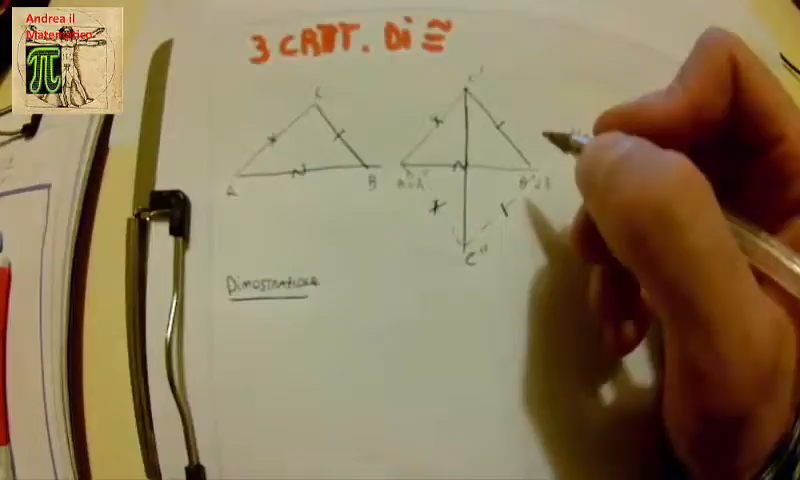 Andrea il
Matematico
π
3 CRIT. Di ≅
C
C'
A
B
C"
Dimostrazione